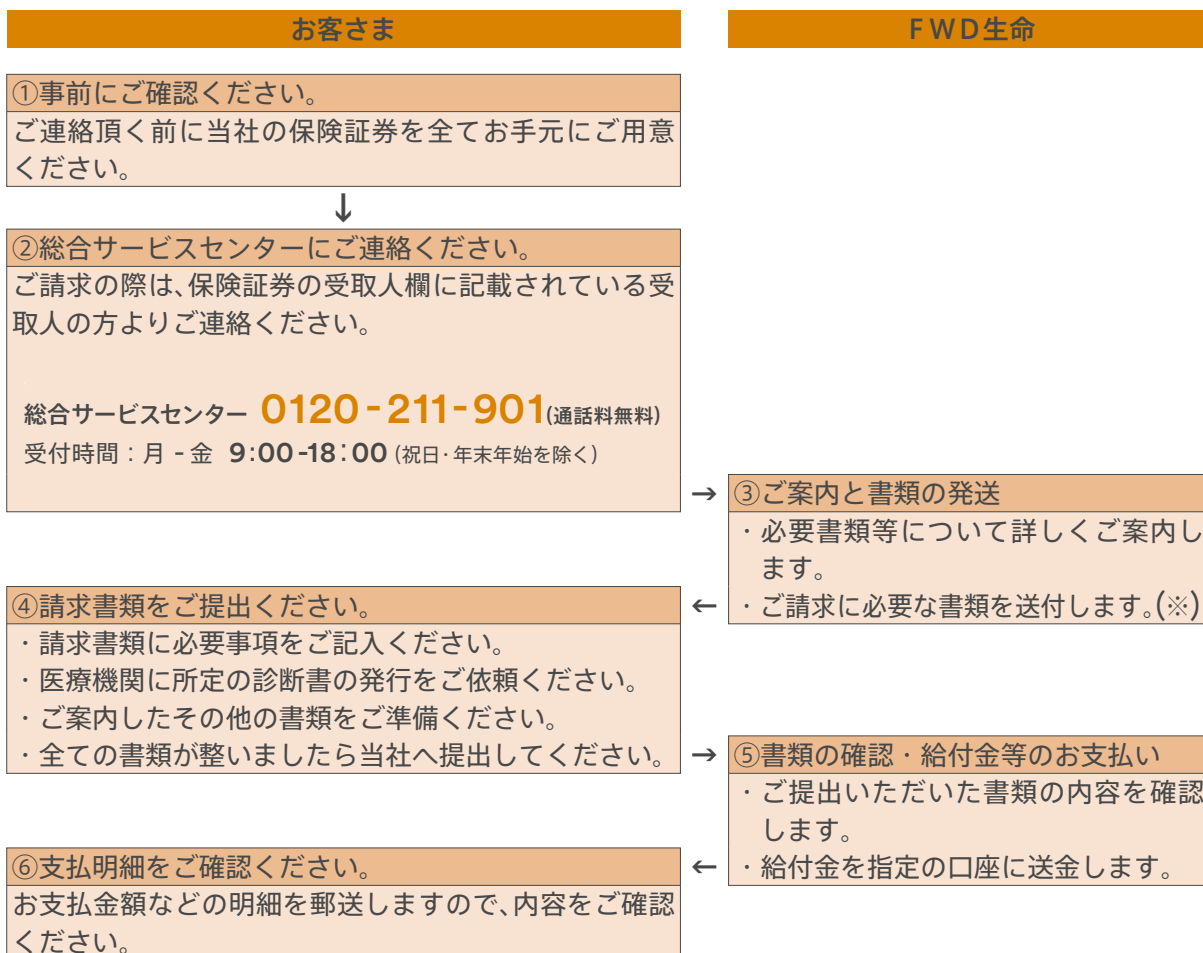 お客さま
FWD生命
①事前にご確認ください。
ご連絡頂く前に当社の保険証券を全てお手元にご用意
ください。
↓
②総合サービスセンターにご連絡ください。
ご請求の際は、保険証券の受取人欄に記載されている受
取人の方よりご連絡ください。
総合サービスセンター 0120-211-901(通話料無料)
受付時間：月 - 金 9:00-18:00 (祝日・年末年始を除く)
→
③ご案内と書類の発送
・必要書類等について詳しくご案内し
ます。
・ご請求に必要な書類を送付します。(※)
←
④請求書類をご提出ください。
・請求書類に必要事項をご記入ください。
・医療機関に所定の診断書の発行をご依頼ください。
・ご案内したその他の書類をご準備ください。
・全ての書類が整いましたら当社へ提出してください。
→
⑤書類の確認・給付金等のお支払い
・ご提出いただいた書類の内容を確認
します。
・給付金を指定の口座に送金します。
←
⑥支払明細をご確認ください。
お支払金額などの明細を郵送しますので、内容をご確認
ください。